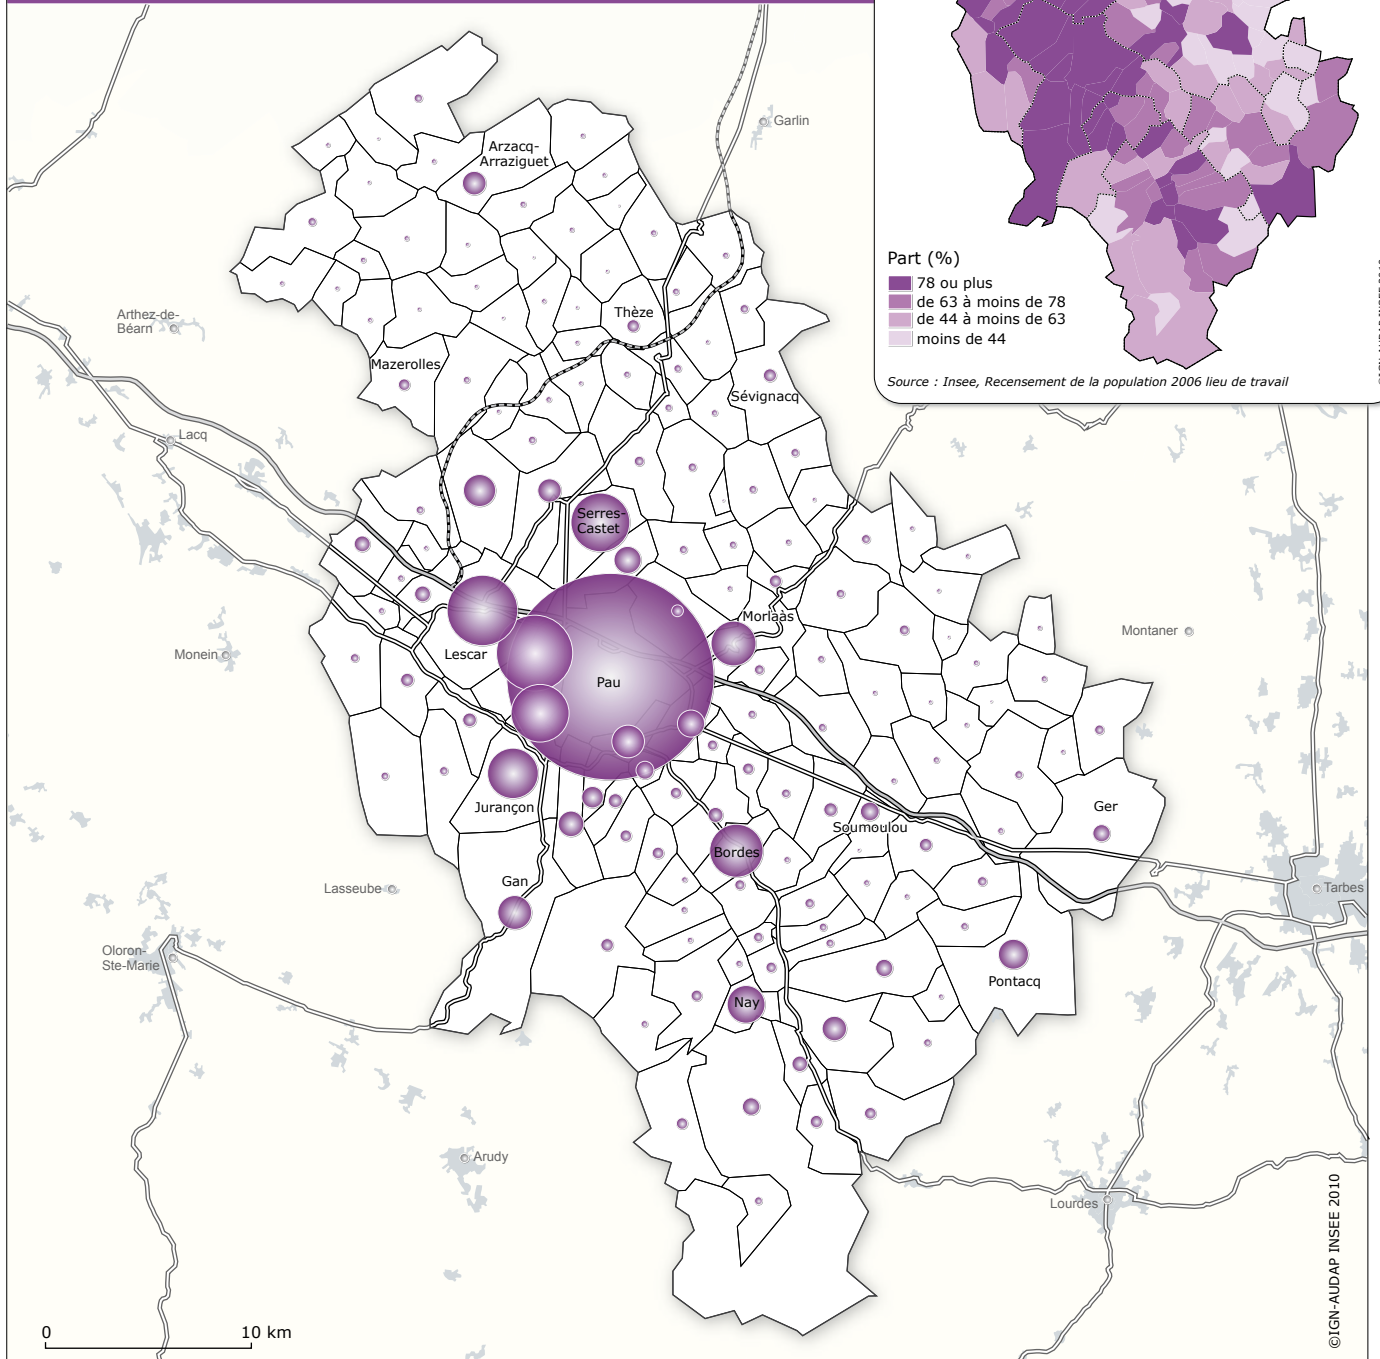 Part (%)
78 ou plus
de 63 à moins de 78
de 44 à moins de 63
moins de 44
Source : Insee, Recensement de la population 2006 lieu de travail
Garlin
Arzacq-
Arraziguet
Arthez-de-
Béarn
Thèze
Mazerolles
Sévignacq
Lacq
Serres-
Castet
Morlaàs
Montaner
Monein
Lescar
Pau
Jurançon
Ger
Soumoulou
Bordes
Gan
Lasseube
Tarbes
Oloron-
Ste-Marie
Pontacq
Nay
Arudy
Lourdes
0 10 km
©IGN-AUDAP INSEE 2010